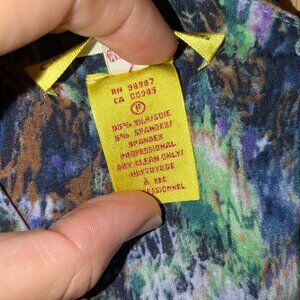 RN 98987
CA 00983
P
95% SILK/SOIE
5% SPANDEX/
SPANDEX
PROFESSIONAL
DRY CLEAN ONLY/
NETTOYAGE
À SEC
PROFESSIONNEL